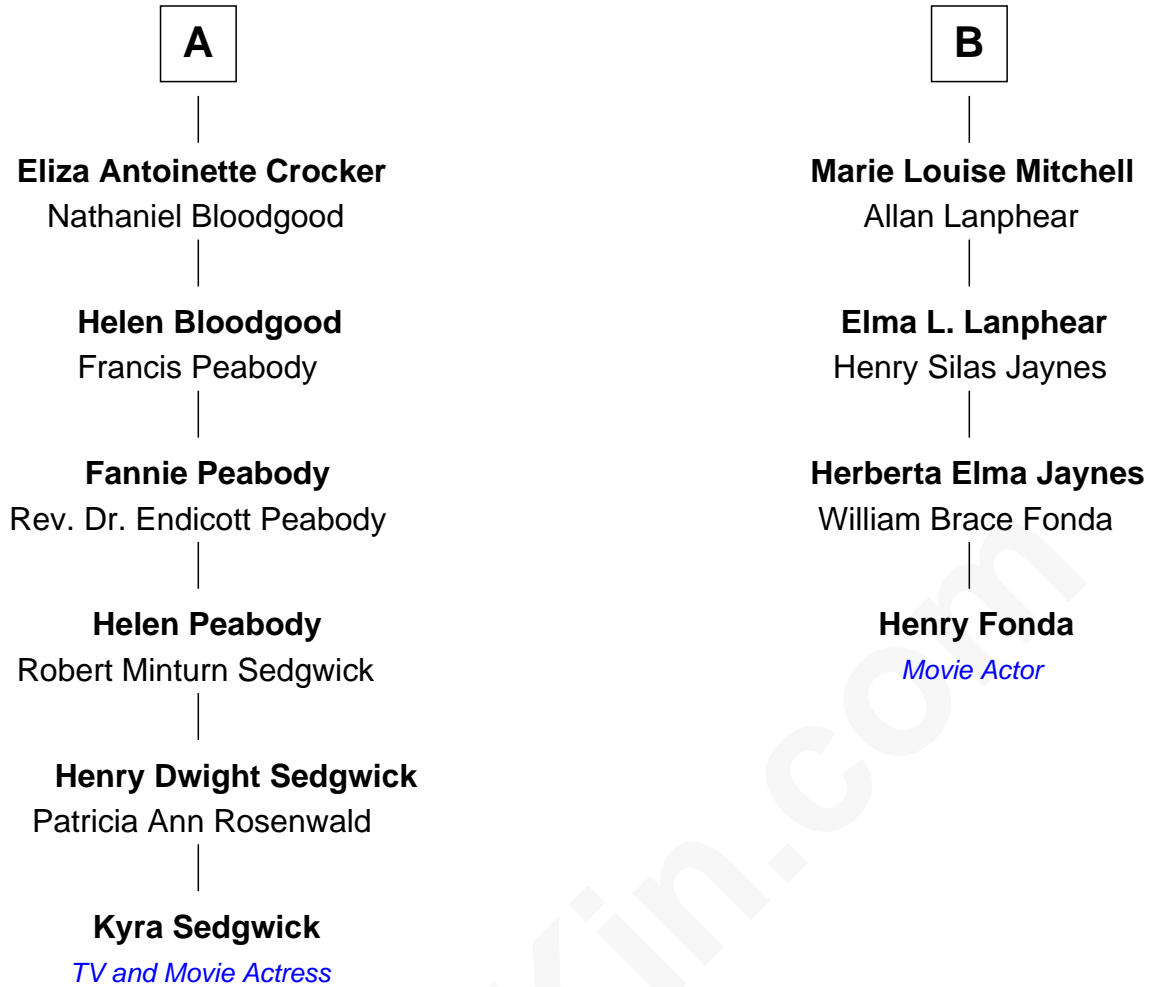 A
Eliza Antoinette Crocker
Nathaniel Bloodgood
Helen Bloodgood
Francis Peabody
Fannie Peabody
Rev. Dr. Endicott Peabody
Helen Peabody
Robert Minturn Sedgwick
Henry Dwight Sedgwick
Patricia Ann Rosenwald
Kyra Sedgwick
TV and Movie Actress
B
Marie Louise Mitchell
Allan Lanphear
Elma L. Lanphear
Henry Silas Jaynes
Herberta Elma Jaynes
William Brace Fonda
Henry Fonda
Movie Actor